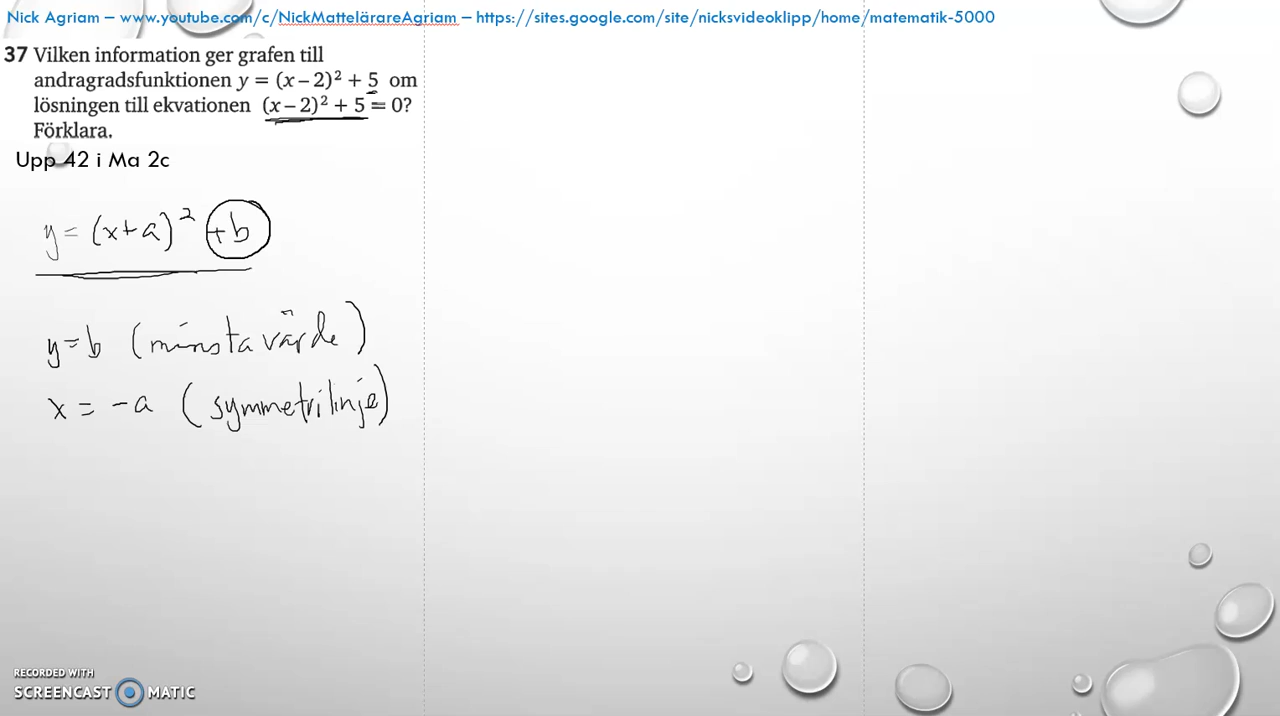 Nick Agriam – www.youtube.com/c/NickMattelärareAgriam – https://sites.google.com/site/nicksvideoklipp/home/matematik-5000
37 Vilken information ger grafen till
andragradsfunktionen y = (x – 2)² + 5 om
lösningen till ekvationen (x – 2)² + 5 = 0?
Förklara.
Upp 42 i Ma 2c
y = (x+a)² +b
y=b (minsta värde)
x = -a (symmetrilinje)
RECORDED WITH
SCREENCAST MATIC